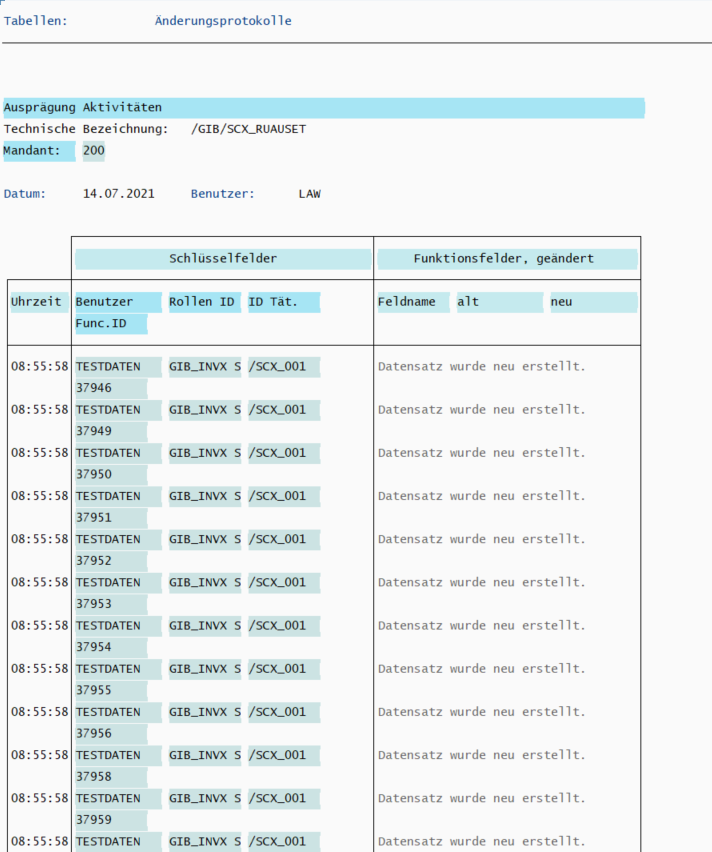 Tabellen: Änderungsprotokolle
Ausprägung Aktivitäten
Technische Bezeichnung: /GIB/SCX_RUAUSET
Mandant: 200
Datum: 14.07.2021 Benutzer: LAW
Schlüsselfelder Funktionsfelder, geändert
Uhrzeit Benutzer Rollen ID ID Tät. Feldname alt neu
Func.ID
08:55:58 TESTDATEN GIB_INVX S /SCX_001 Datensatz wurde neu erstellt.
37946
08:55:58 TESTDATEN GIB_INVX S /SCX_001 Datensatz wurde neu erstellt.
37949
08:55:58 TESTDATEN GIB_INVX S /SCX_001 Datensatz wurde neu erstellt.
37950
08:55:58 TESTDATEN GIB_INVX S /SCX_001 Datensatz wurde neu erstellt.
37951
08:55:58 TESTDATEN GIB_INVX S /SCX_001 Datensatz wurde neu erstellt.
37952
08:55:58 TESTDATEN GIB_INVX S /SCX_001 Datensatz wurde neu erstellt.
37953
08:55:58 TESTDATEN GIB_INVX S /SCX_001 Datensatz wurde neu erstellt.
37954
08:55:58 TESTDATEN GIB_INVX S /SCX_001 Datensatz wurde neu erstellt.
37955
08:55:58 TESTDATEN GIB_INVX S /SCX_001 Datensatz wurde neu erstellt.
37956
08:55:58 TESTDATEN GIB_INVX S /SCX_001 Datensatz wurde neu erstellt.
37958
08:55:58 TESTDATEN GIB_INVX S /SCX_001 Datensatz wurde neu erstellt.
37959
08:55:58 TESTDATEN GIB_INVX S /SCX_001 Datensatz wurde neu erstellt.